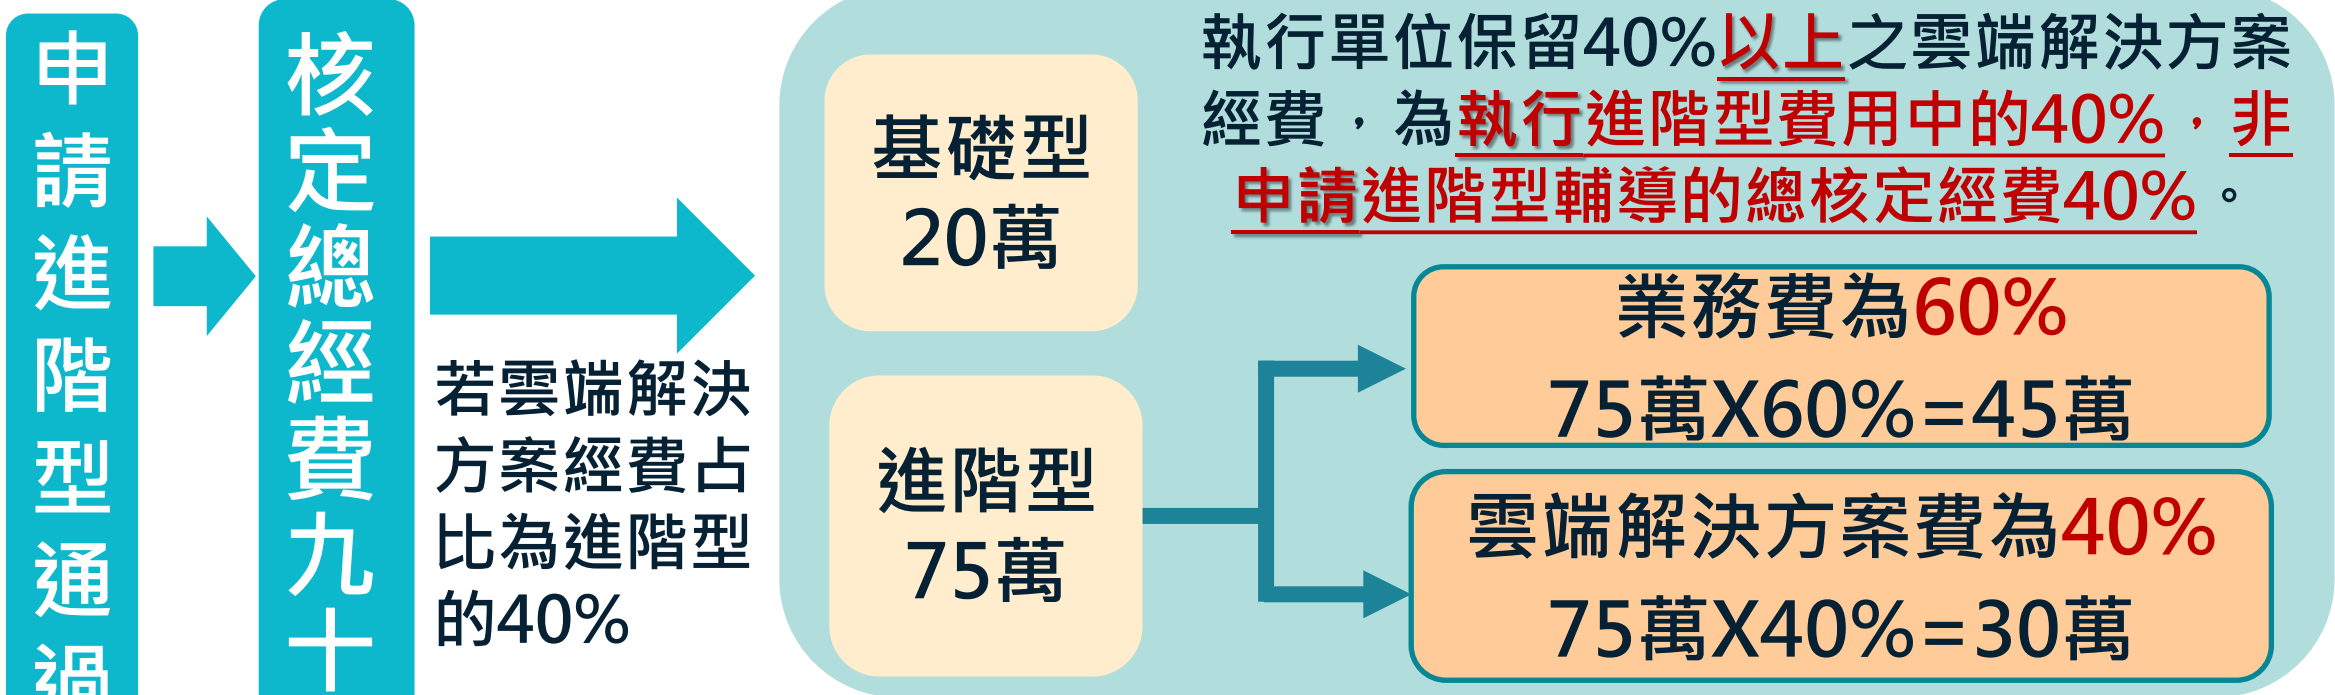 申請進階型通過
核定總經費九十
若雲端解決
方案經費占
比為進階型
的40%
基礎型
20萬
進階型
75萬
執行單位保留40%以上之雲端解決方案
經費，為執行進階型費用中的40%，非
申請進階型輔導的總核定經費40%。
業務費為60%
75萬X60%=45萬
雲端解決方案費為40%
75萬X40%=30萬